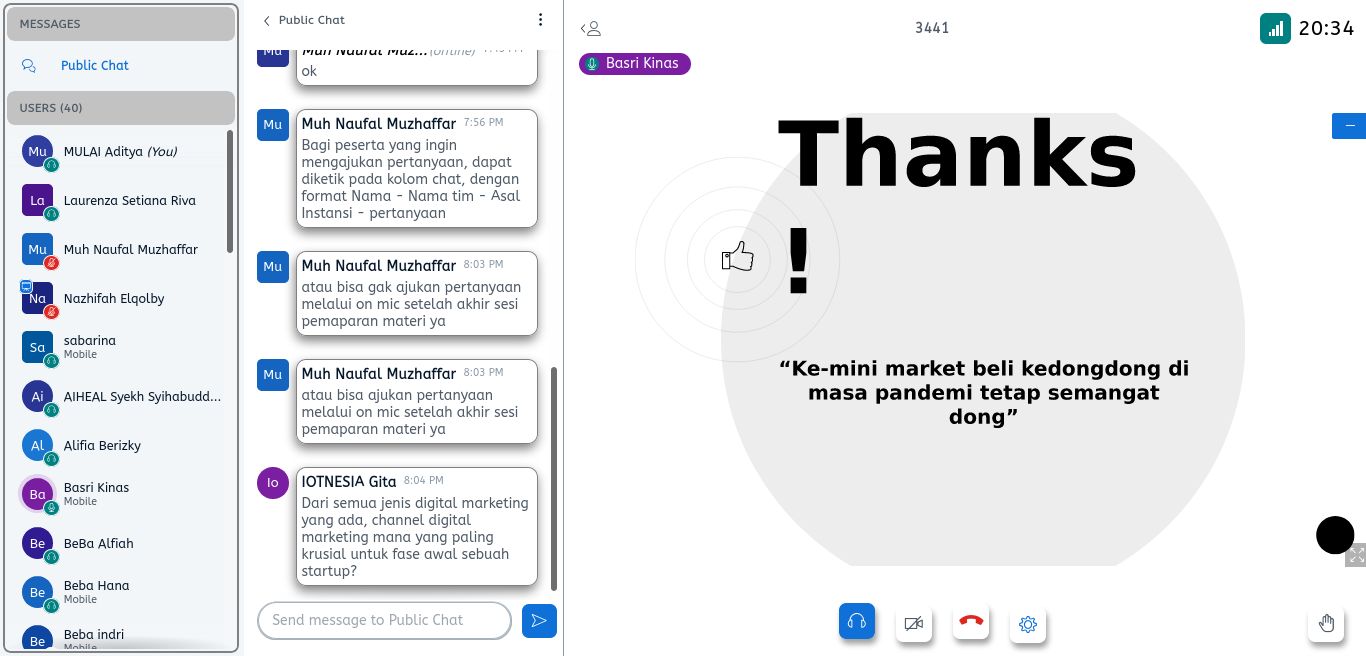 MESSAGES
Public Chat
USERS (40)
Mu MULAI Aditya (You)
La Laurenza Setiana Riva
Mu Muh Naufal Muzhaffar
Na Nazhifah Elqolby
Sa sabarina
Mobile
Ai AIHEAL Syekh Syihabudd...
Al Alifia Berizky
Ba Basri Kinas
Mobile
Be BeBa Alfiah
Be Beba Hana
Mobile
Be Beba indri
Mobile
Public Chat
Mu Muh Naufal Muz... (offline) 7:45 PM
ok
Mu Muh Naufal Muzhaffar 7:56 PM
Bagi peserta yang ingin
mengajukan pertanyaan, dapat
diketik pada kolom chat, dengan
format Nama - Nama tim - Asal
Instansi - pertanyaan
Mu Muh Naufal Muzhaffar 8:03 PM
atau bisa gak ajukan pertanyaan
melalui on mic setelah akhir sesi
pemaparan materi ya
Mu Muh Naufal Muzhaffar 8:03 PM
atau bisa ajukan pertanyaan
melalui on mic setelah akhir sesi
pemaparan materi ya
Io IOTNESIA Gita 8:04 PM
Dari semua jenis digital marketing
yang ada, channel digital
marketing mana yang paling
krusial untuk fase awal sebuah
startup?
Send message to Public Chat
3441
20:34
Basri Kinas
Thanks
!
“Ke-mini market beli kedongdong di
masa pandemi tetap semangat
dong”